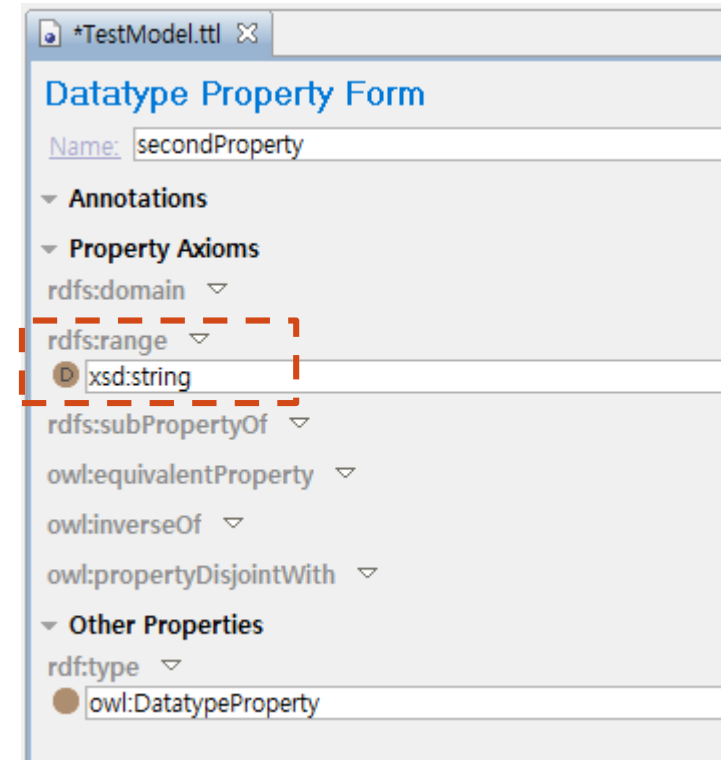 *TestModel.ttl
Datatype Property Form
Name: secondProperty
Annotations
Property Axioms
rdfs:domain
rdfs:range
D xsd:string
rdfs:subPropertyOf
owl:equivalentProperty
owl:inverseOf
owl:propertyDisjointWith
Other Properties
rdf:type
owl:DatatypeProperty